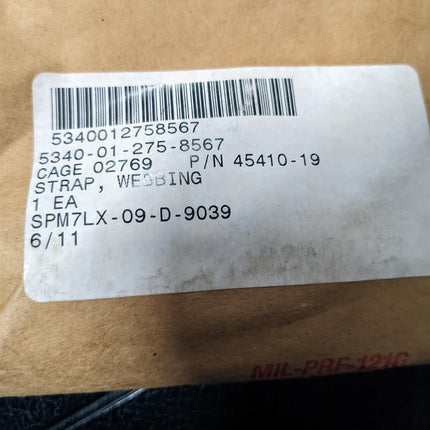 5340012758567
5340-01-275-8567
CAGE 02769 P/N 45410-19
STRAP, WEBBING
1 EA
SPM7LX-09-D-9039
6/11
MIL-PRF-121G